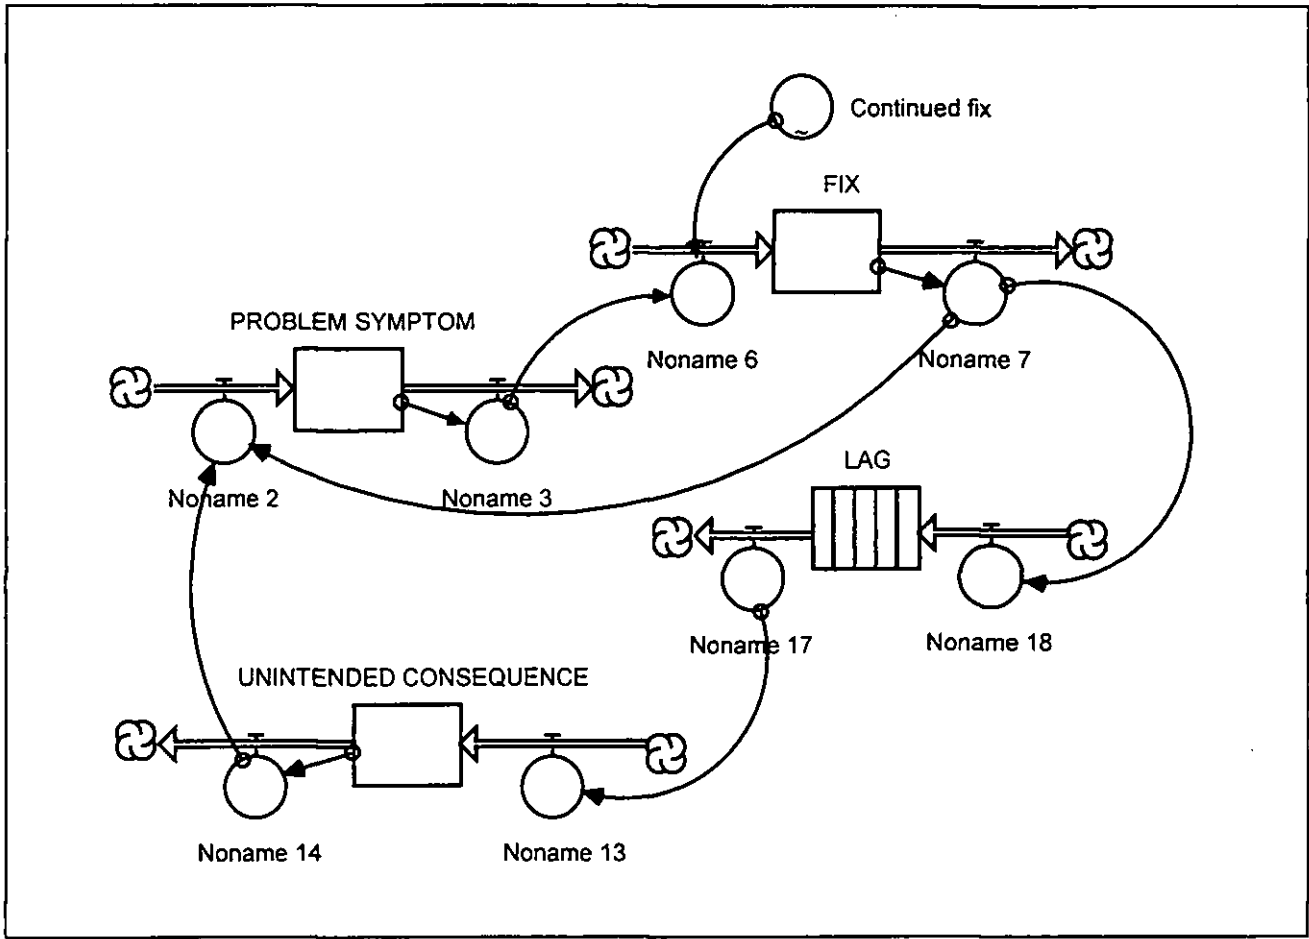 Continued fix
FIX
PROBLEM SYMPTOM
Noname 6
Noname 7
LAG
Noname 2
Noname 3
Noname 17
Noname 18
UNINTENDED CONSEQUENCE
Noname 14
Noname 13